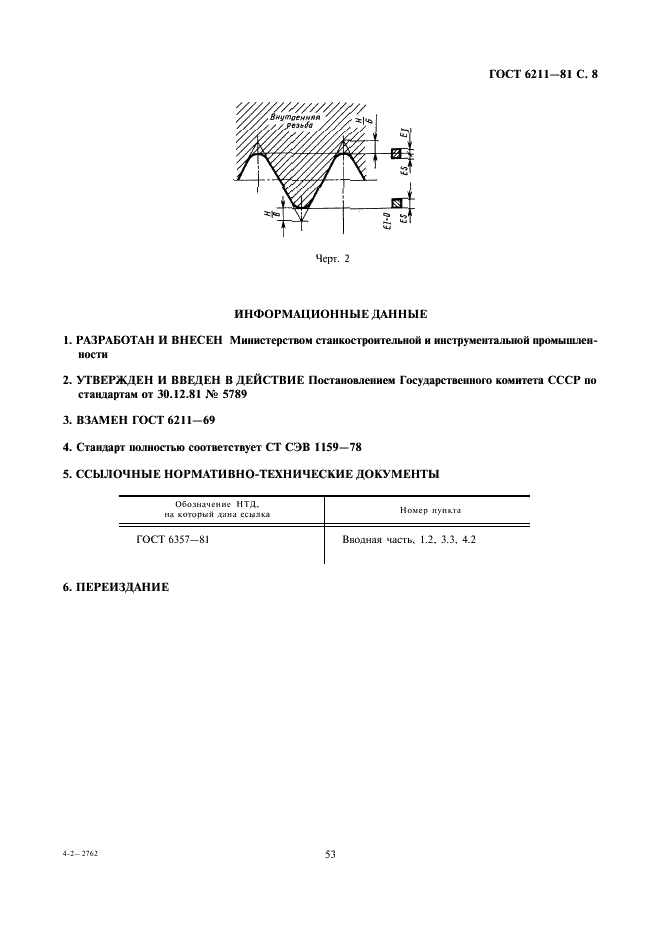 ГОСТ 6211—81 С. 8
Внутренняя
резьба
H
6
EI
ES
H
6
EI=0
ES
Черт. 2
ИНФОРМАЦИОННЫЕ ДАННЫЕ
1. РАЗРАБОТАН И ВНЕСЕН Министерством станкостроительной и инструментальной промышлен-
ности
2. УТВЕРЖДЕН И ВВЕДЕН В ДЕЙСТВИЕ Постановлением Государственного комитета СССР по
стандартам от 30.12.81 № 5789
3. ВЗАМЕН ГОСТ 6211—69
4. Стандарт полностью соответствует СТ СЭВ 1159—78
5. ССЫЛОЧНЫЕ НОРМАТИВНО-ТЕХНИЧЕСКИЕ ДОКУМЕНТЫ
Обозначение НТД,
на который дана ссылка
Номер пункта
ГОСТ 6357—81
Вводная часть, 1.2, 3.3, 4.2
6. ПЕРЕИЗДАНИЕ
4-2—2762
53